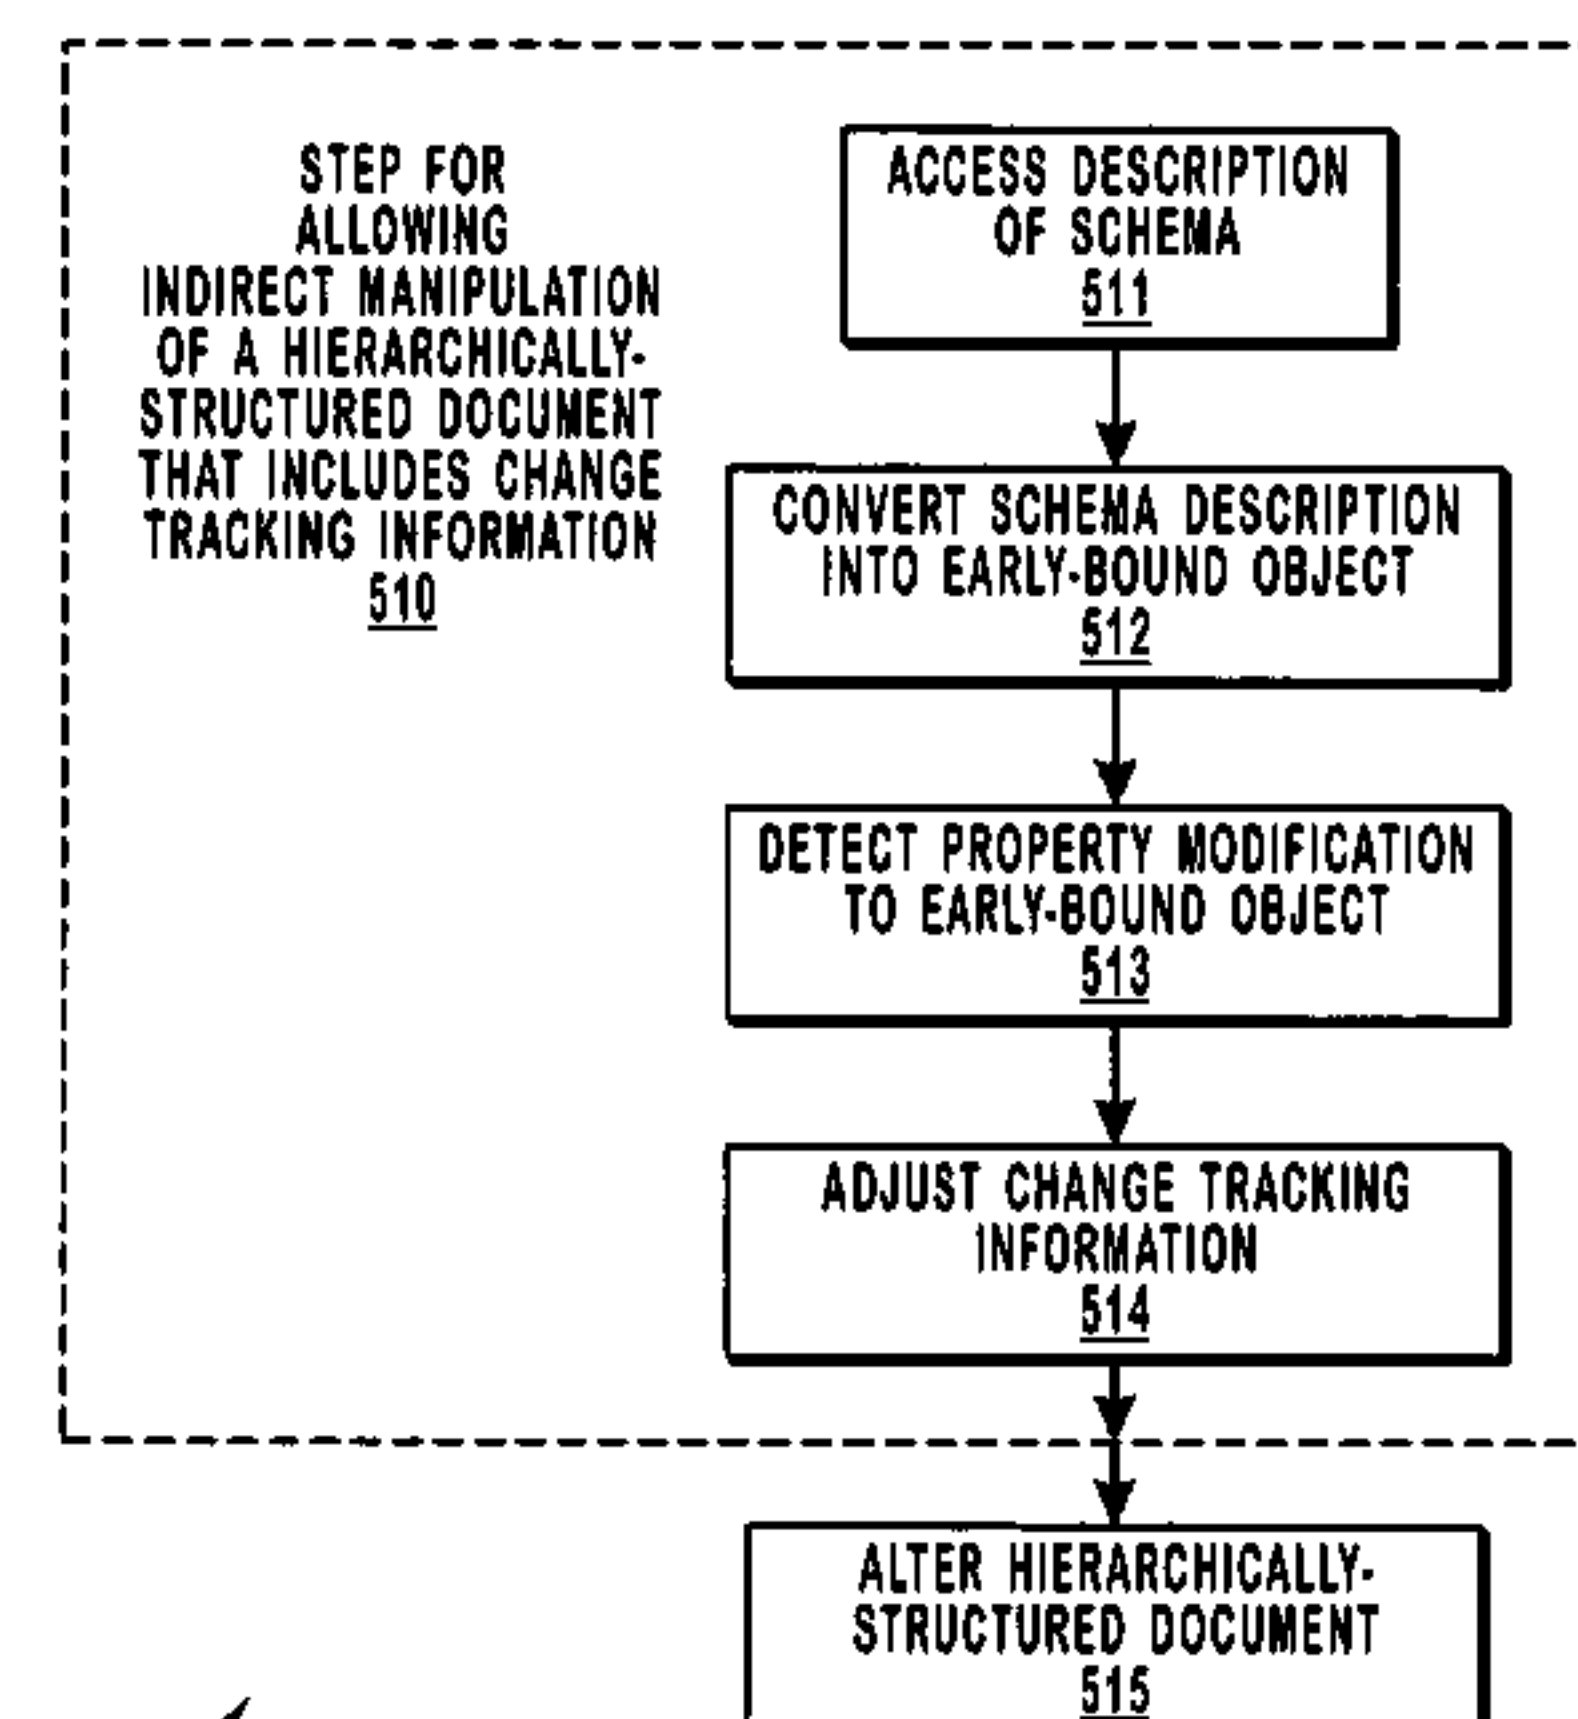 STEP FOR
ALLOWING
INDIRECT MANIPULATION
OF A HIERARCHICALLY-
STRUCTURED DOCUMENT
THAT INCLUDES CHANGE
TRACKING INFORMATION
510
ACCESS DESCRIPTION
OF SCHEMA
511
CONVERT SCHEMA DESCRIPTION
INTO EARLY-BOUND OBJECT
512
DETECT PROPERTY MODIFICATION
TO EARLY-BOUND OBJECT
513
ADJUST CHANGE TRACKING
INFORMATION
514
ALTER HIERARCHICALLY-
STRUCTURED DOCUMENT
515